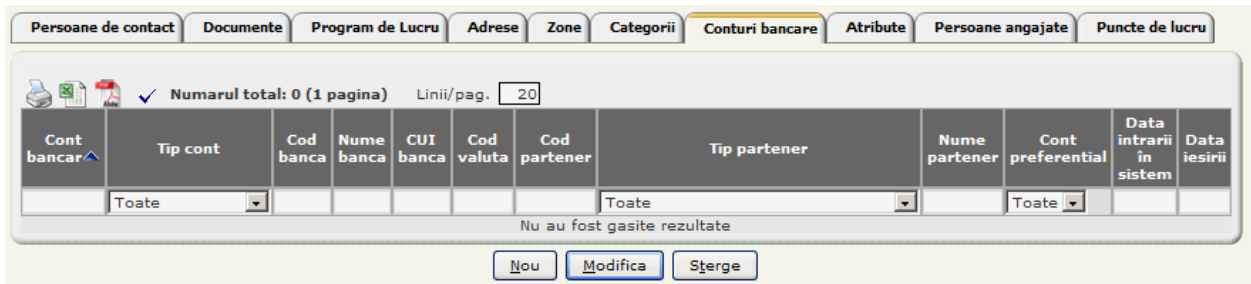 Persoane de contact Documente Program de Lucru Adrese Zone Categorii Conturi bancare Atribute Persoane angajate Puncte de lucru
Numarul total: 0 (1 pagina) Linii/pag. 20
Cont bancar Tip cont Cod banca Nume banca CUI banca Cod valuta Cod partener Tip partener Nume partener Cont preferential Data intrarii în sistem Data iesirii
Toate Toate Toate
Nu au fost gasite rezultate
Nou Modifica Sterge